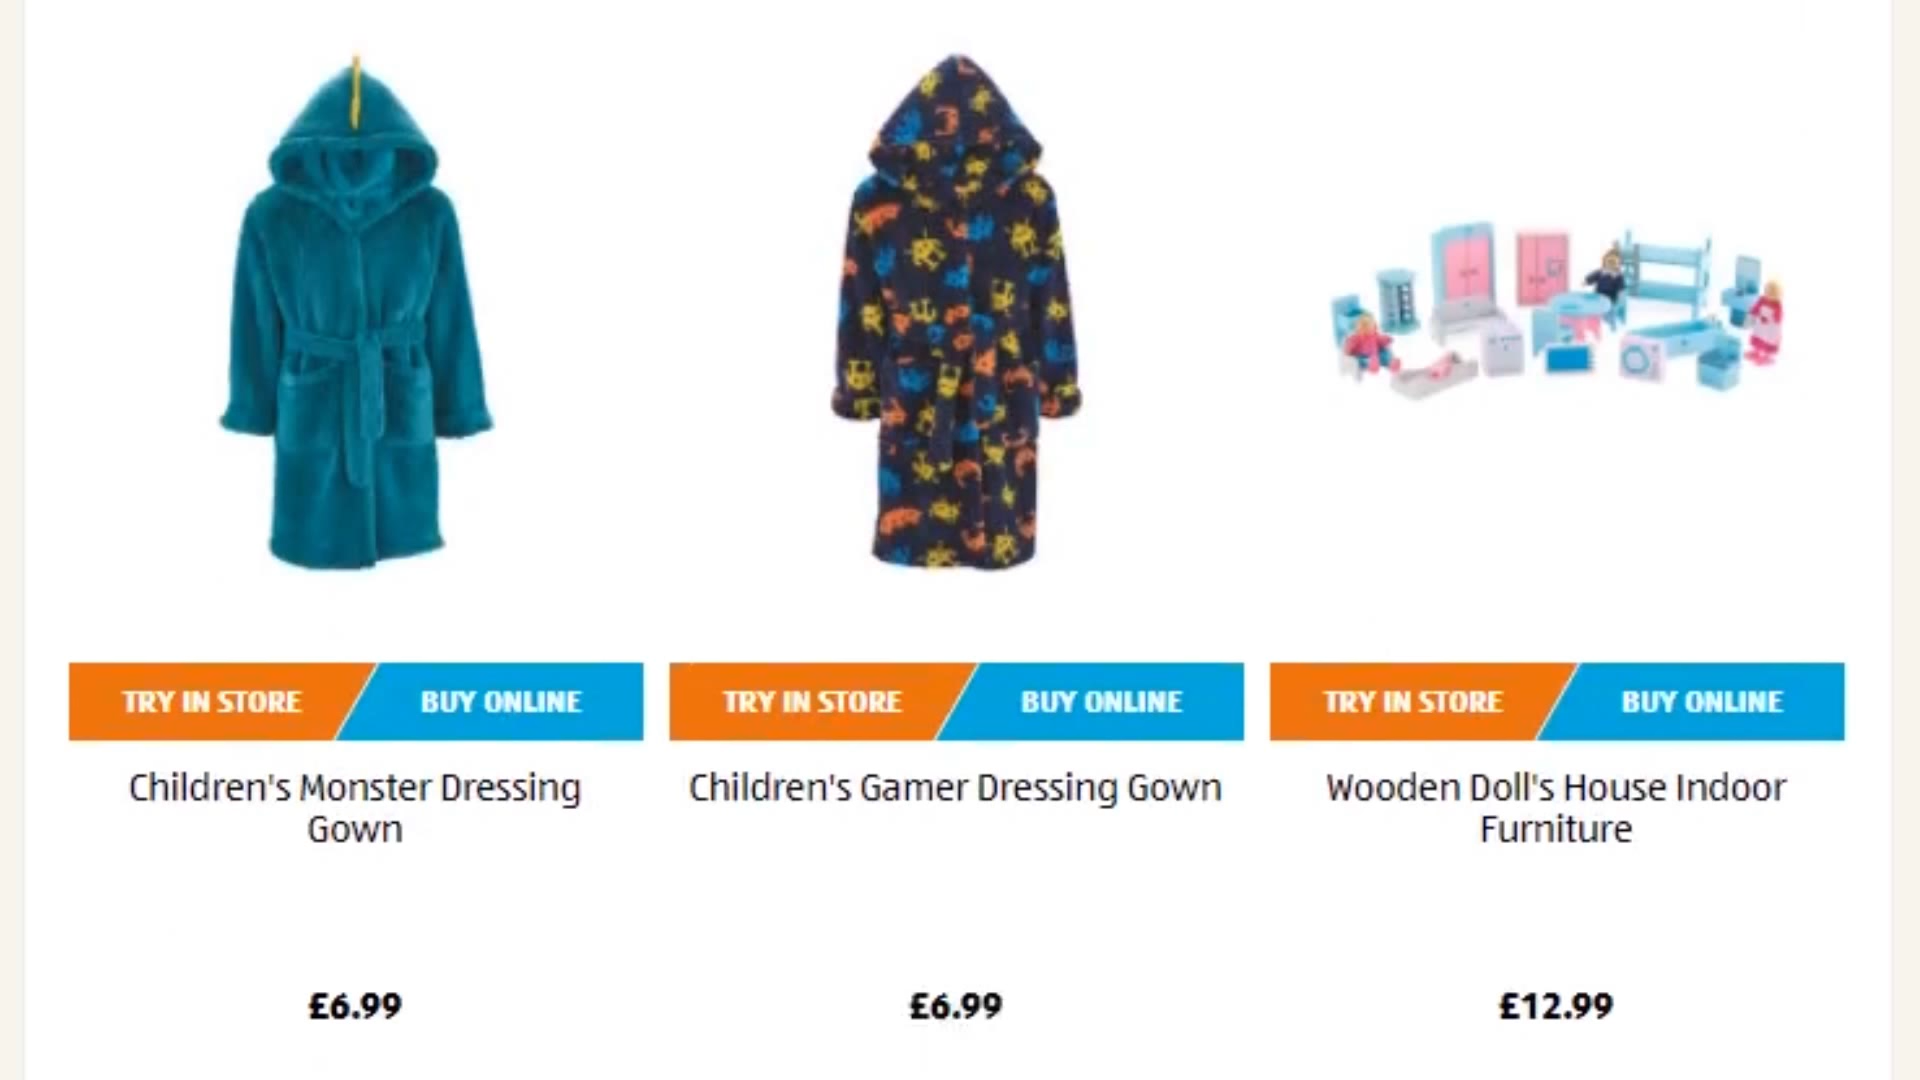 TRY IN STORE BUY ONLINE
TRY IN STORE BUY ONLINE
TRY IN STORE BUY ONLINE
Children's Monster Dressing
Gown
Children's Gamer Dressing Gown
Wooden Doll's House Indoor
Furniture
£6.99
£6.99
£12.99